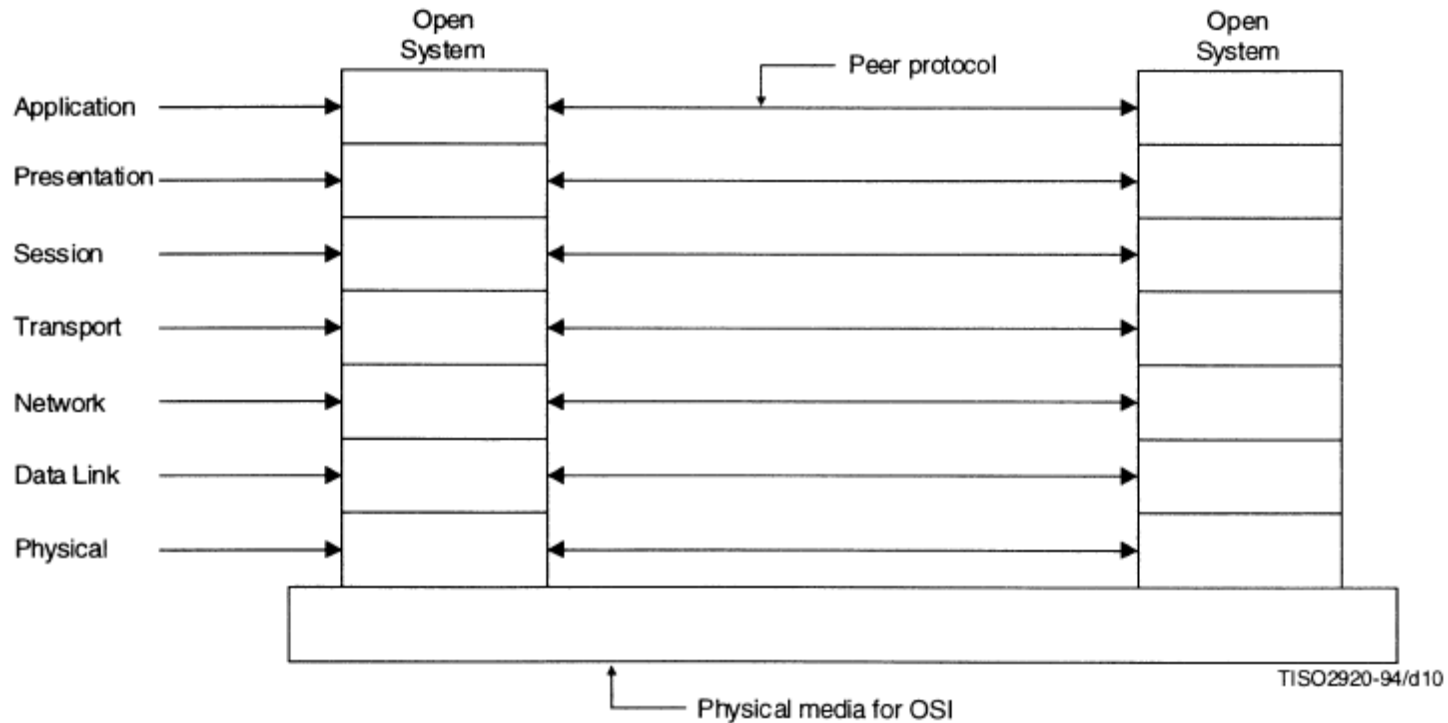 Open
System
Open
System
Peer protocol
Application
Presentation
Session
Transport
Network
Data Link
Physical
TISO2920-94/d10
Physical media for OSI